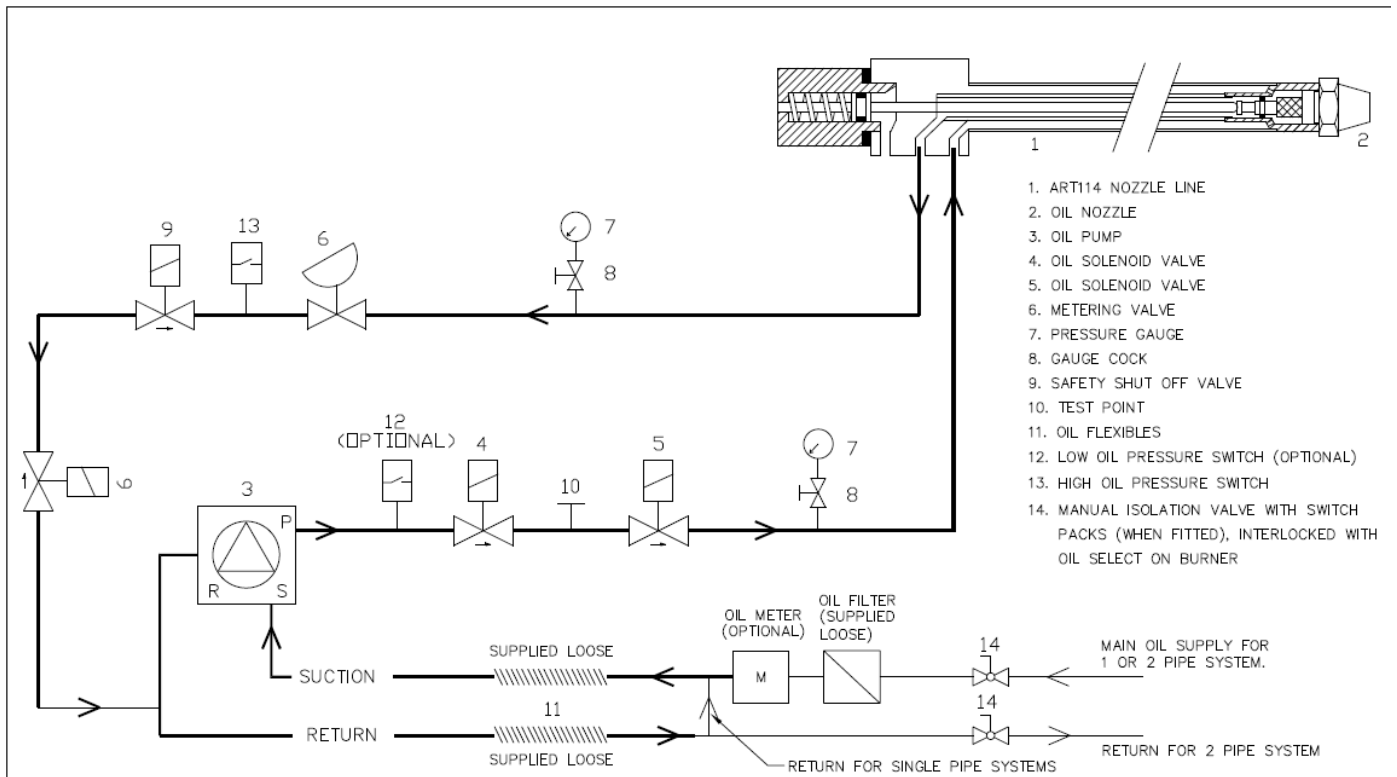 1
2
1. ART114 NOZZLE LINE
2. OIL NOZZLE
3. OIL PUMP
4. OIL SOLENOID VALVE
5. OIL SOLENOID VALVE
6. METERING VALVE
7. PRESSURE GAUGE
8. GAUGE COCK
9. SAFETY SHUT OFF VALVE
10. TEST POINT
11. OIL FLEXIBLES
12. LOW OIL PRESSURE SWITCH (OPTIONAL)
13. HIGH OIL PRESSURE SWITCH
14. MANUAL ISOLATION VALVE WITH SWITCH
PACKS (WHEN FITTED), INTERLOCKED WITH
OIL SELECT ON BURNER
9
13
6
7
8
12
(OPTIONAL)
4
5
7
10
8
9
3
P
R
S
OIL METER
(OPTIONAL)
OIL FILTER
(SUPPLIED
LOOSE)
M
14
MAIN OIL SUPPLY FOR
1 OR 2 PIPE SYSTEM.
SUPPLIED LOOSE
SUCTION
11
14
RETURN
SUPPLIED LOOSE
RETURN FOR 2 PIPE SYSTEM
RETURN FOR SINGLE PIPE SYSTEMS